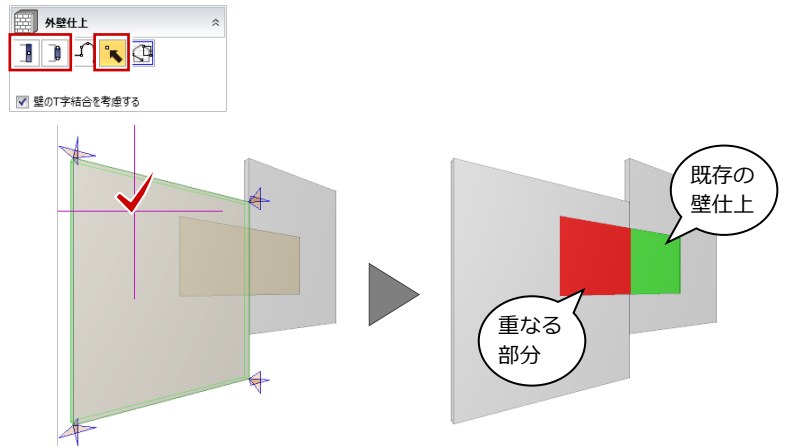 外壁仕上
壁のT字結合を考慮する
既存の
壁仕上
重なる
部分